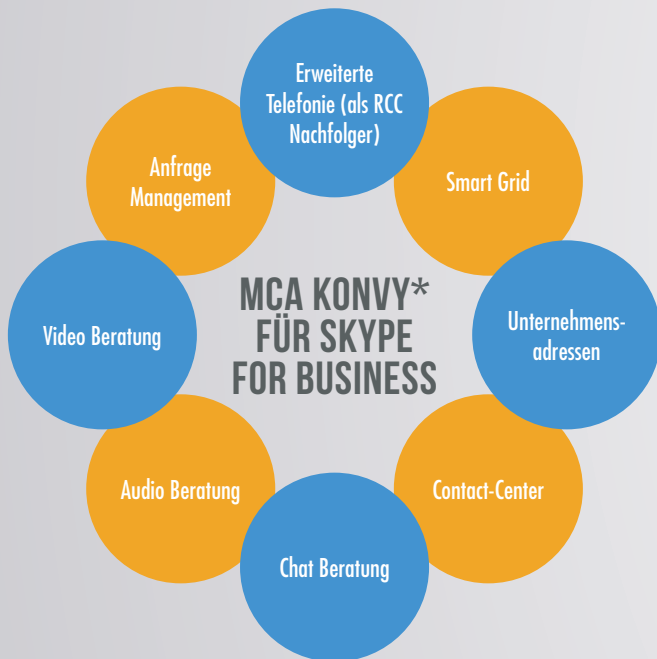 Erweiterte
Telefonie (als RCC
Nachfolger)
Anfrage
Management
Smart Grid
MCA KONVY*
FÜR SKYPE
FOR BUSINESS
Video Beratung
Unternehmens-
adressen
Audio Beratung
Contact-Center
Chat Beratung